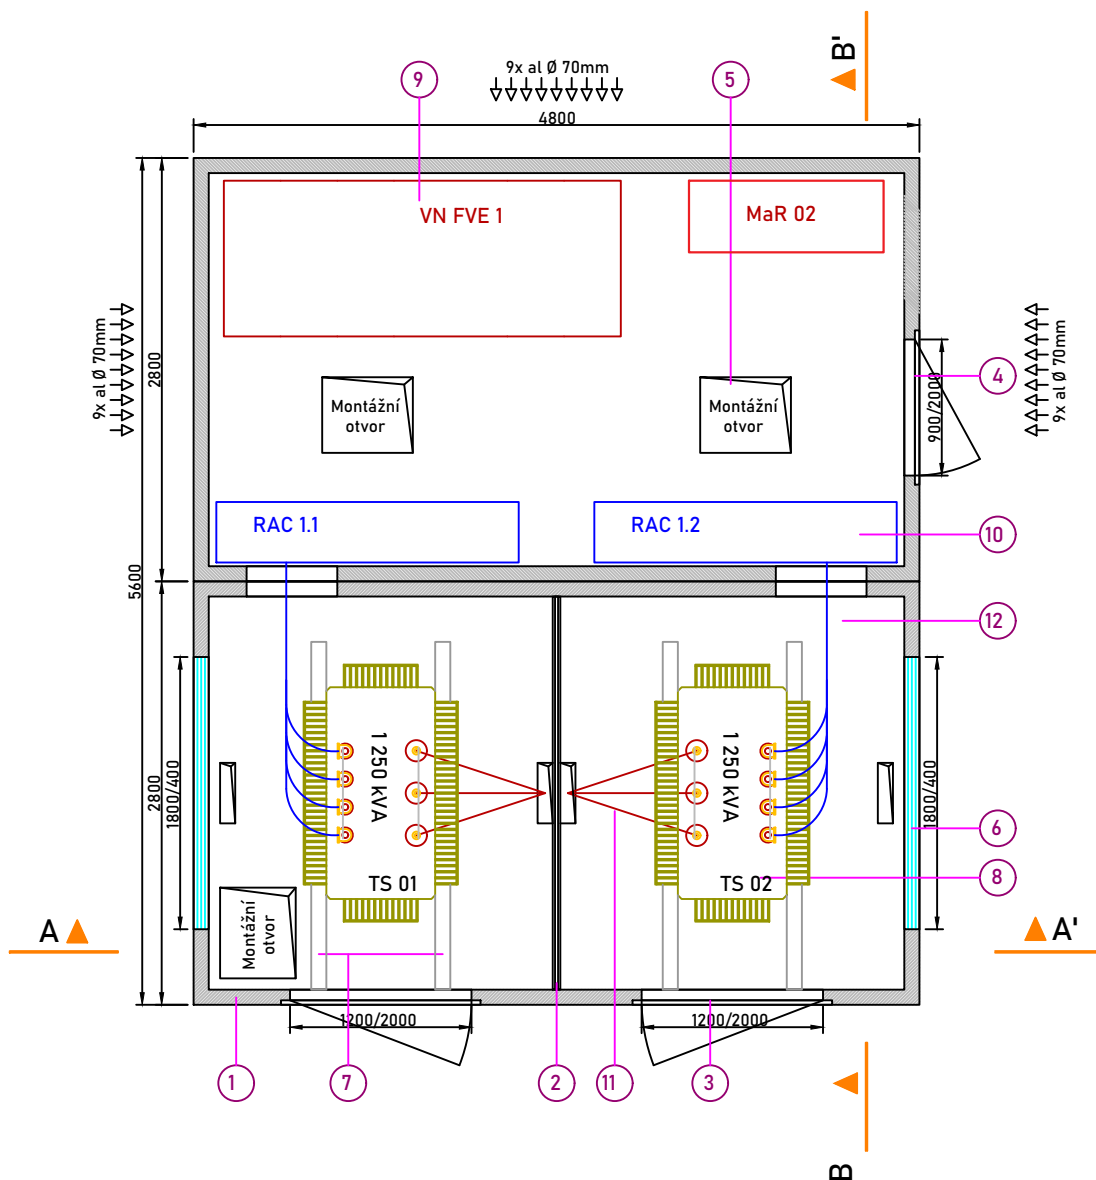 B'
9
9x al Ø 70mm
5
4800
VN FVE 1
MaR 02
9x al Ø 70mm
2800
Montážní
otvor
Montážní
otvor
900/2000
4
9x al Ø 70mm
RAC 1.1
RAC 1.2
10
5600
12
2800
1800/400
1 250 kVA
1 250 kVA
1800/400
6
TS 01
TS 02
8
Montážní
otvor
A
A'
1200/2000
1200/2000
1
7
2
11
3
B